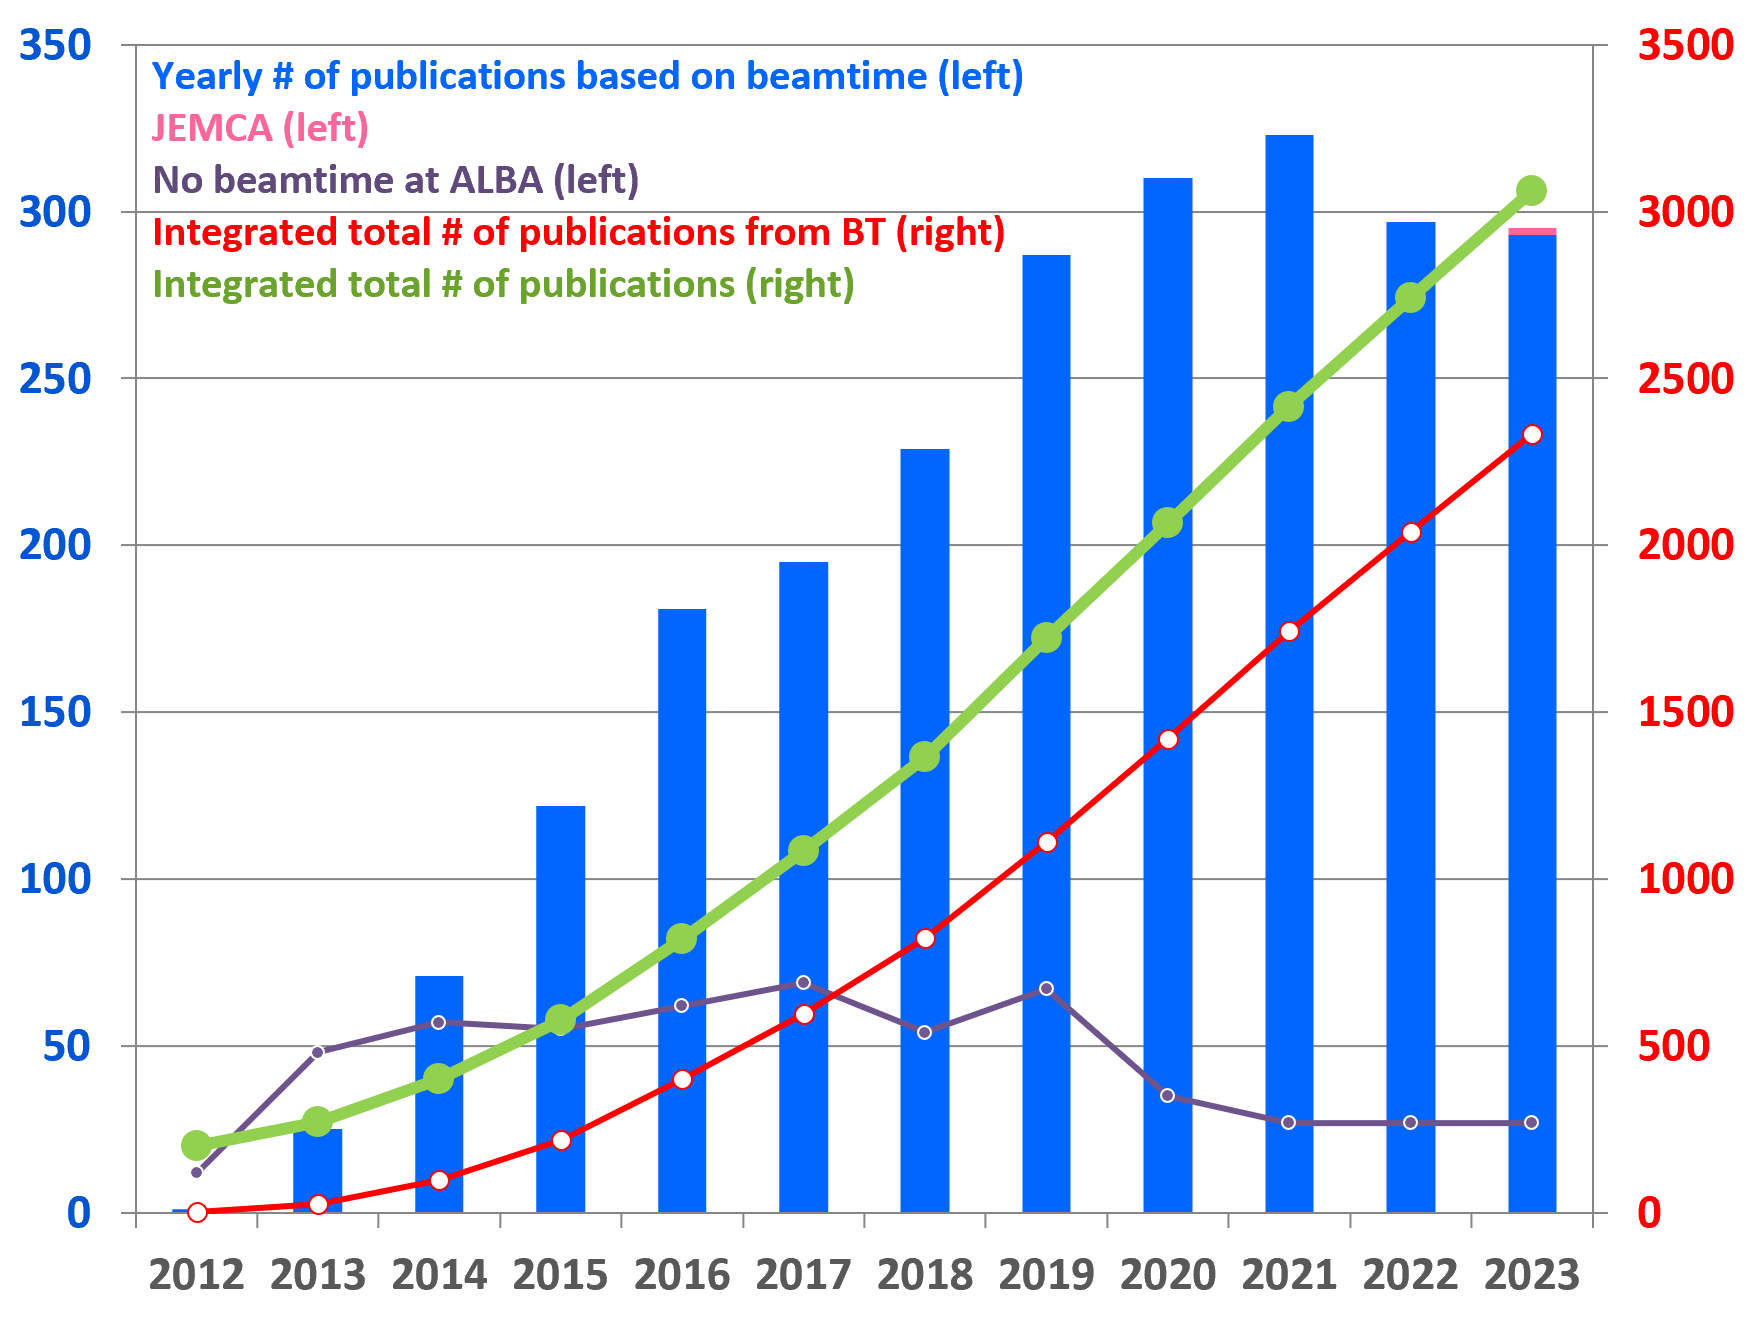 350
300
250
200
150
100
50
0
Yearly # of publications based on beamtime (left)
JEMCA (left)
No beamtime at ALBA (left)
Integrated total # of publications from BT (right)
Integrated total # of publications (right)
3500
3000
2500
2000
1500
1000
500
0
2012 2013 2014 2015 2016 2017 2018 2019 2020 2021 2022 2023